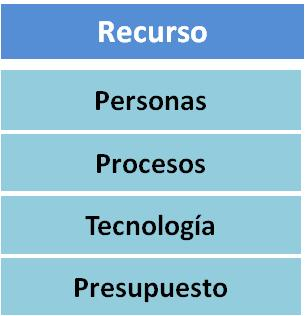 Recurso
Personas
Procesos
Tecnología
Presupuesto